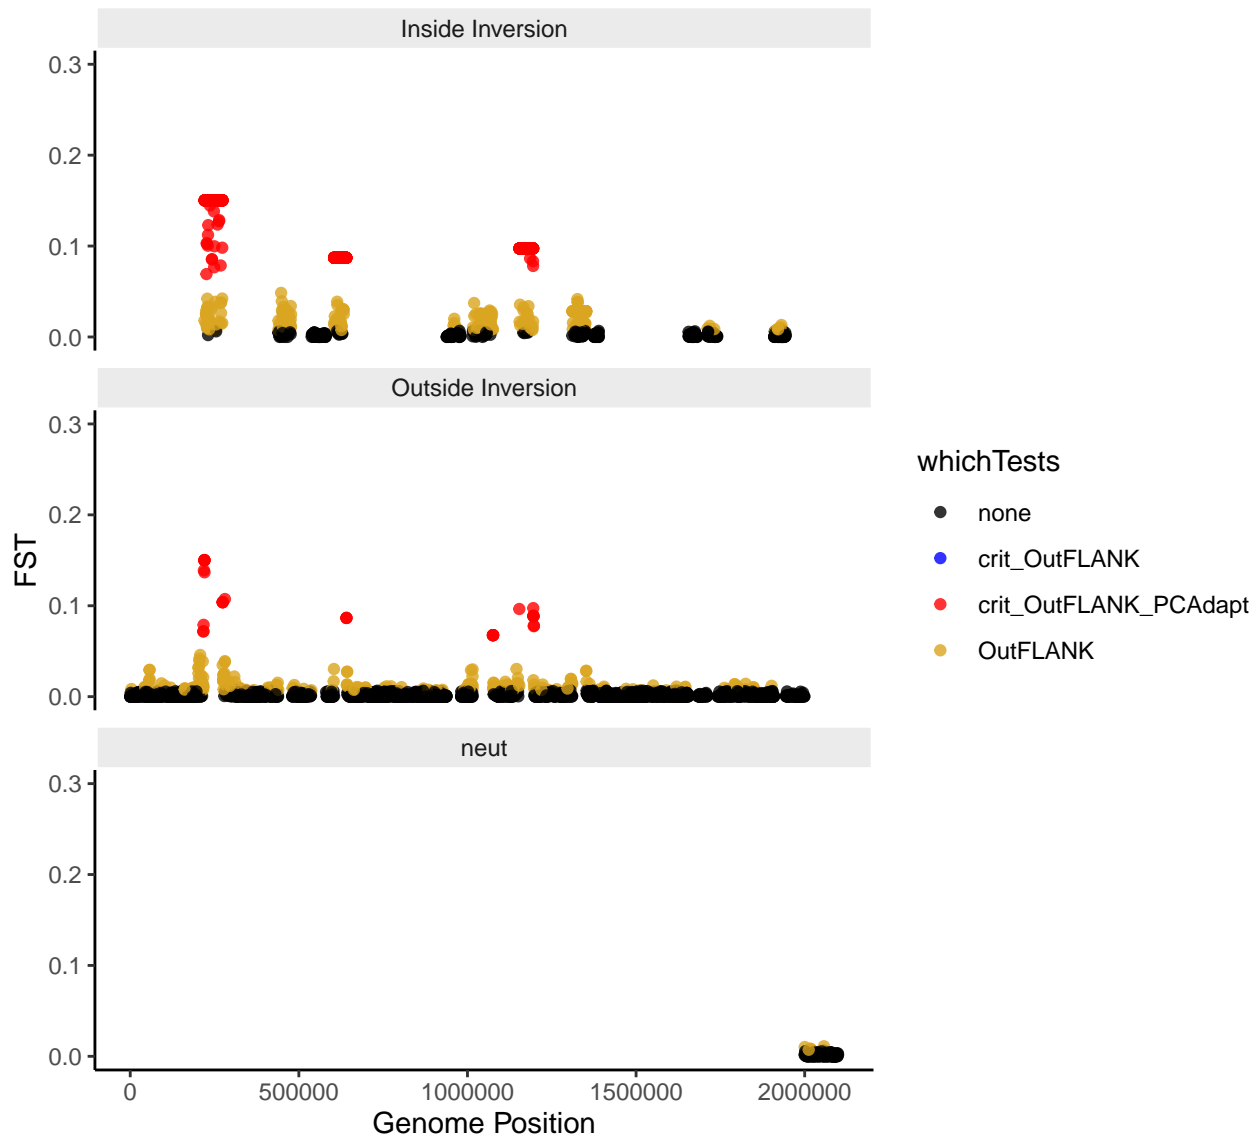 Inside Inversion
0.3
0.2
0.1
0.0
Outside Inversion
0.3
0.2
0.1
0.0
neut
0.3
0.2
0.1
0.0
FST
0 500000 1000000 1500000 2000000
Genome Position
whichTests
none
crit_OutFLANK
crit_OutFLANK_PCAdapt
OutFLANK